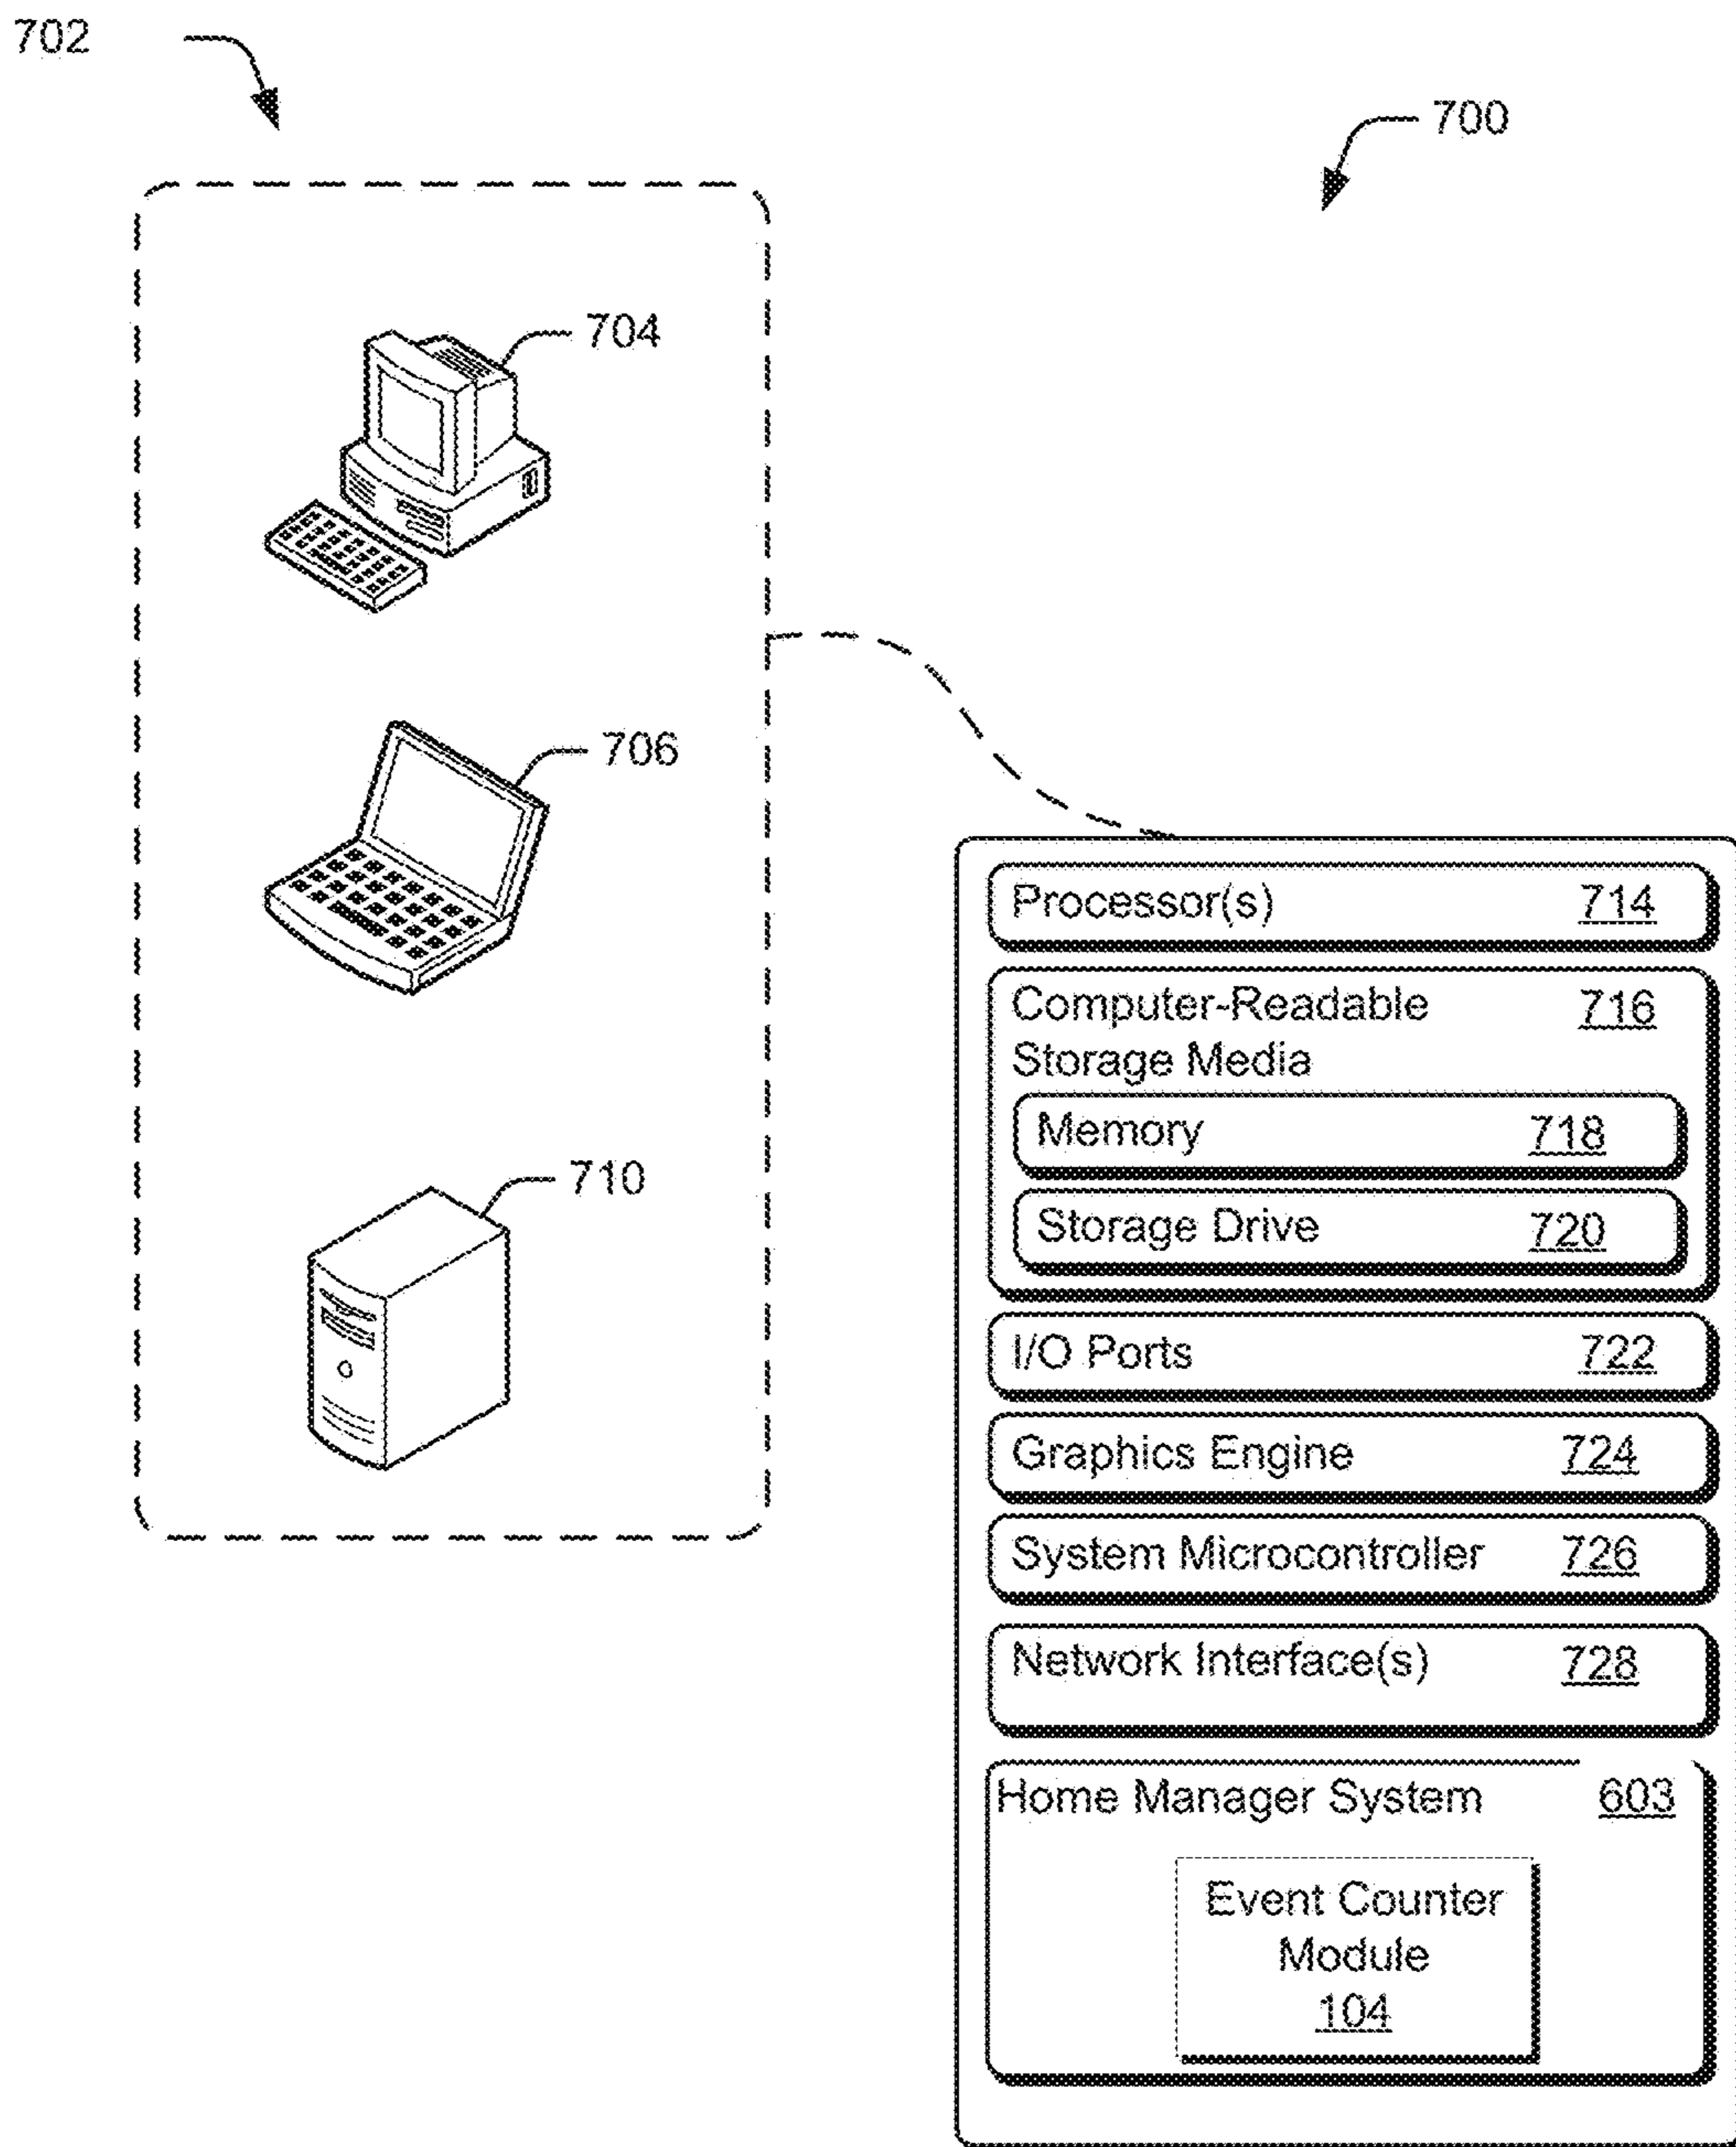 702
700
704
706
710
Processor(s) 714
Computer-Readable 716
Storage Media
Memory 718
Storage Drive 720
I/O Ports 722
Graphics Engine 724
System Microcontroller 726
Network Interface(s) 728
Home Manager System 603
Event Counter
Module
104